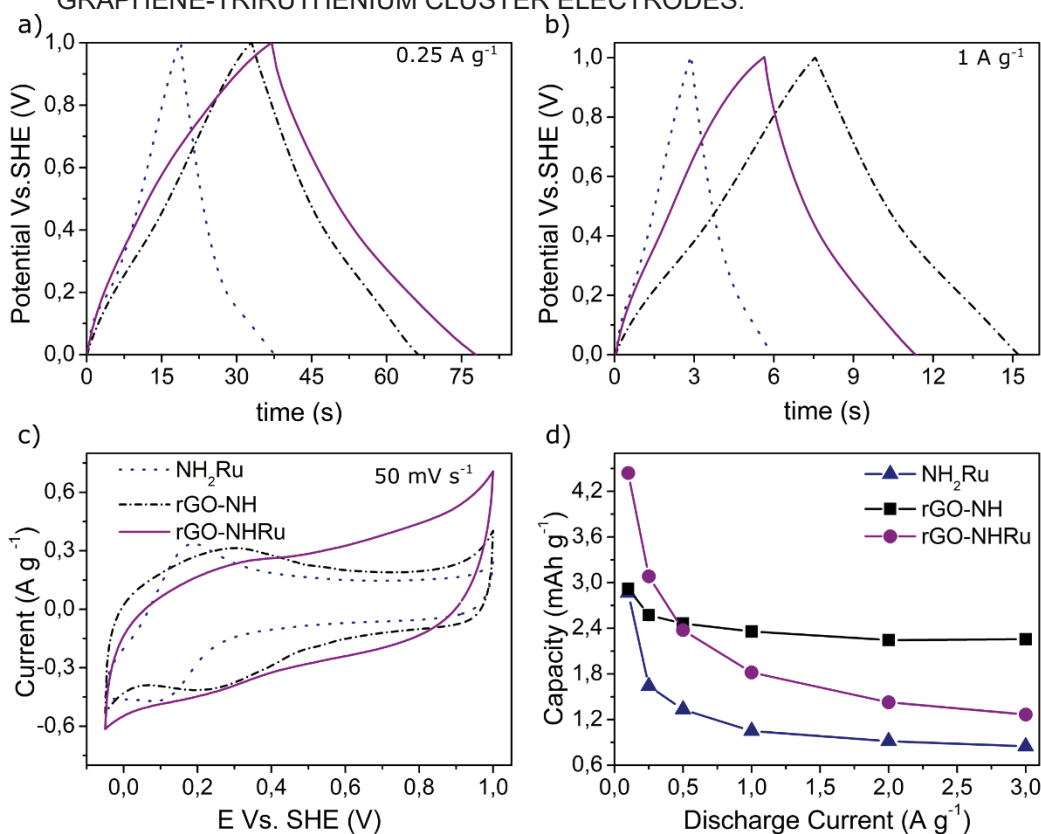 GRAPHENE-TRIRUTHENIUM CLUSTER ELECTRODES.
a)
0.25 A g⁻¹
1,0
0,8
0,6
0,4
0,2
0,0
Potential Vs.SHE (V)
0 15 30 45 60 75
time (s)
b)
1 A g⁻¹
1,0
0,8
0,6
0,4
0,2
0,0
Potential Vs.SHE (V)
0 3 6 9 12 15
time (s)
c)
NH₂Ru
rGO-NH
rGO-NHRu
50 mV s⁻¹
0,6
0,3
0,0
-0,3
-0,6
Current (A g⁻¹)
0,0 0,2 0,4 0,6 0,8 1,0
E Vs. SHE (V)
d)
NH₂Ru
rGO-NH
rGO-NHRu
4,2
3,6
3,0
2,4
1,8
1,2
0,6
Capacity (mAh g⁻¹)
0,0 0,5 1,0 1,5 2,0 2,5 3,0
Discharge Current (A g⁻¹)